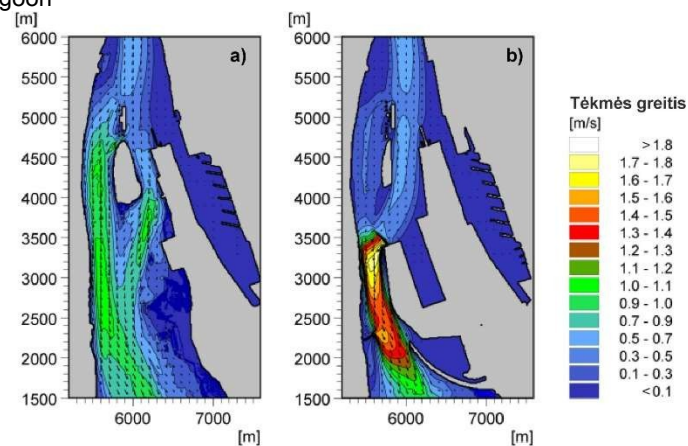 goon
[m]
6000
5500
5000
4500
4000
3500
3000
2500
2000
1500
6000 7000
[m]
a)
[m]
6000
5500
5000
4500
4000
3500
3000
2500
2000
1500
6000 7000
[m]
b)
Tėkmės greitis
[m/s]
>1.8
1.7 - 1.8
1.6 - 1.7
1.5 - 1.6
1.4 - 1.5
1.3 - 1.4
1.2 - 1.3
1.1 - 1.2
1.0 - 1.1
0.9 - 1.0
0.7 - 0.9
0.5 - 0.7
0.3 - 0.5
0.1 - 0.3
<0.1